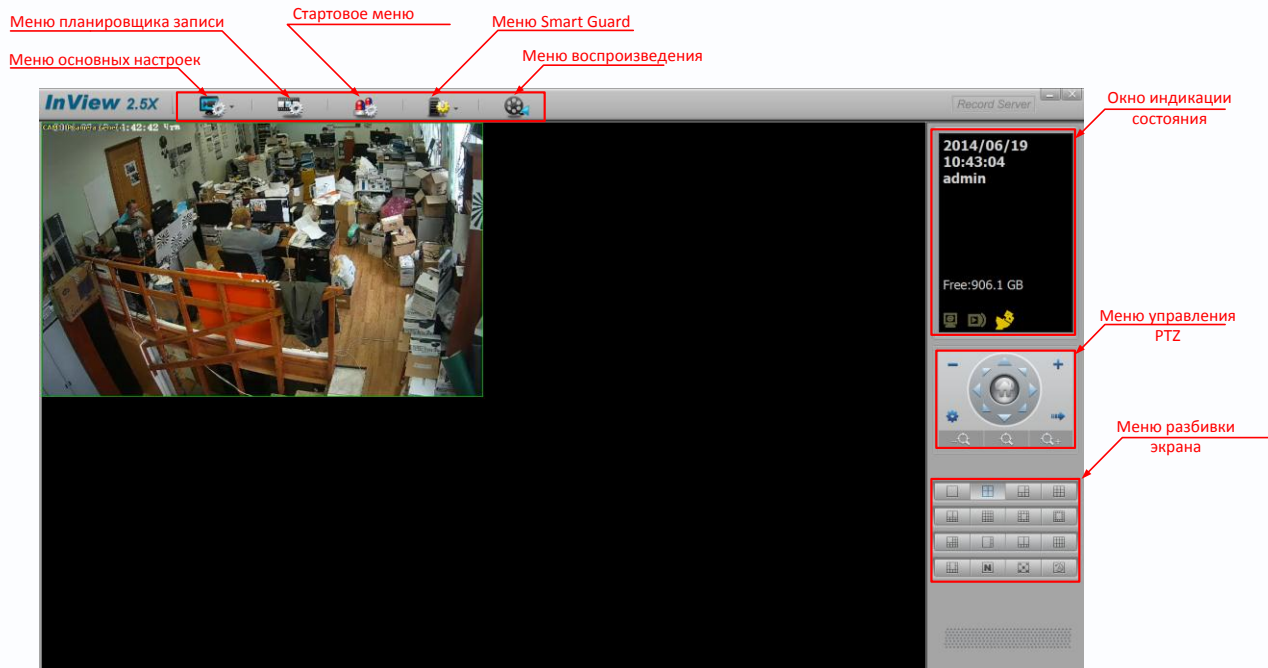 Меню планировщика записи
Стартовое меню
Меню Smart Guard
Меню основных настроек
Меню воспроизведения
InView 2.5X
Record Server
Окно индикации
состояния
2014/06/19
10:43:04
admin
Free:906.1 GB
Меню управления
PTZ
Меню разбивки
экрана
N